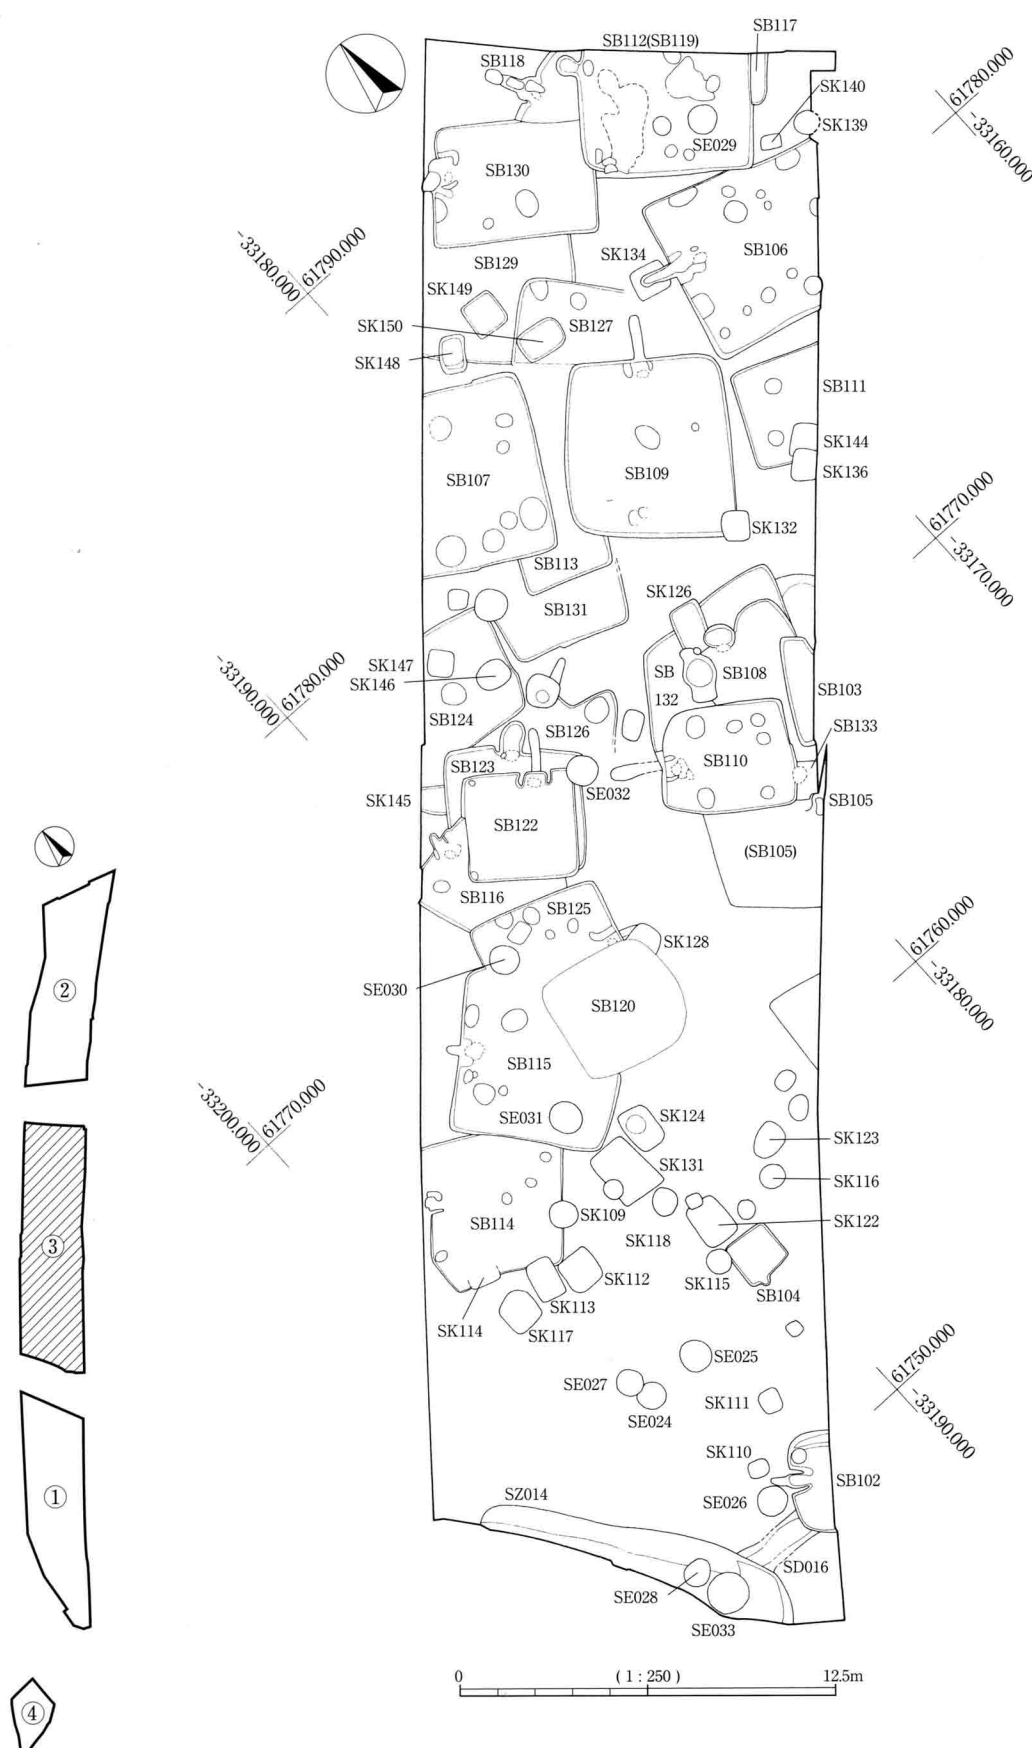 SB117
SB112(SB119)
SB118
SK140
61780.000
-33160.000
SK139
SE029
SB130
SB106
SK134
SB129
61790.000
-33180.000
SK149
SB127
SK150
SK148
SB111
SK144
SB109
SK136
SB107
61770.000
-33170.000
SK132
SB113
SK126
SB131
SK147
SB
132
SB108
SK146
61780.000
-33190.000
SB103
SB124
SB126
SB133
SB123
SB110
SE032
SK145
SB105
SB122
(SB105)
SB116
SB125
61760.000
-33180.000
SK128
SE030
②
SB120
SB115
61770.000
-33200.000
SE031
SK124
SK123
SK131
SK116
SK109
SB114
SK122
SK118
③
SK112
SK115
SB104
SK113
SK114
SK117
SE025
61750.000
-33190.000
SE027
SK111
SE024
SK110
SB102
SZ014
①
SE026
SD016
SE028
SE033
0
( 1 : 250 )
12.5m
④